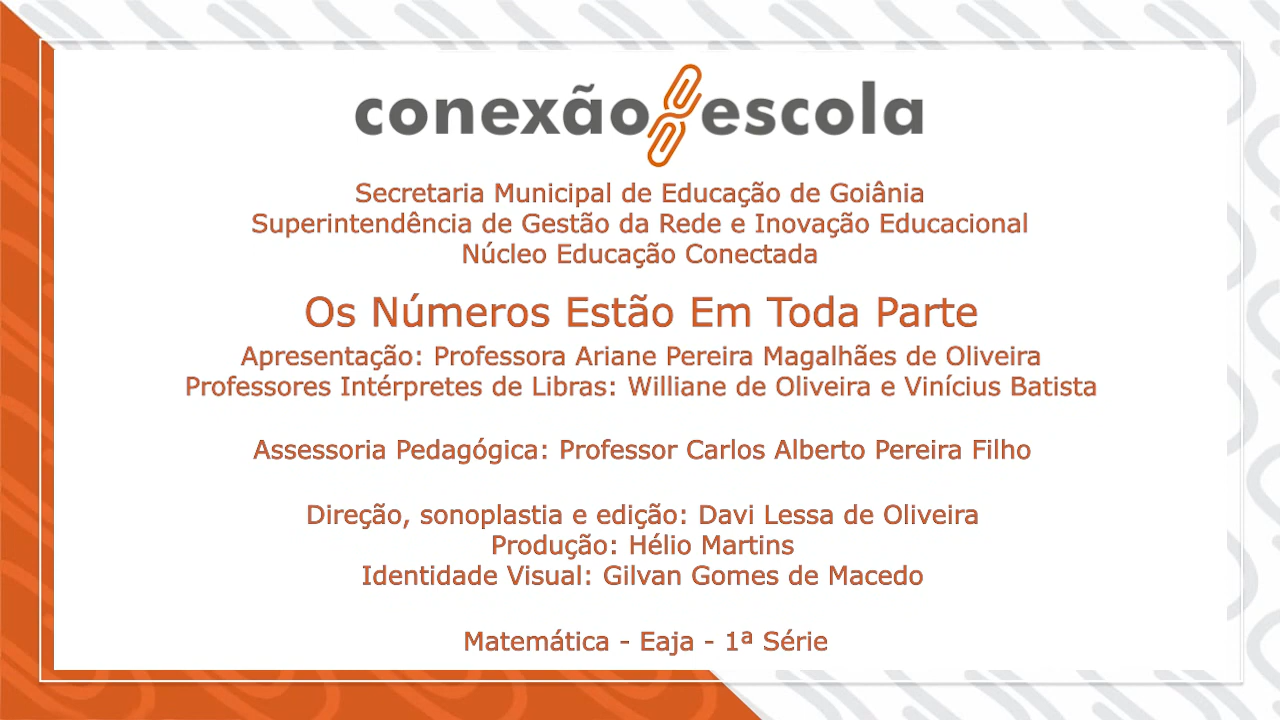 conexão escola
Secretaria Municipal de Educação de Goiânia
Superintendência de Gestão da Rede e Inovação Educacional
Núcleo Educação Conectada
Os Números Estão Em Toda Parte
Apresentação: Professora Ariane Pereira Magalhães de Oliveira
Professores Intérpretes de Libras: Williane de Oliveira e Vinícius Batista
Assessoria Pedagógica: Professor Carlos Alberto Pereira Filho
Direção, sonoplastia e edição: Davi Lessa de Oliveira
Produção: Hélio Martins
Identidade Visual: Gilvan Gomes de Macedo
Matemática - Eaja - 1ª Série